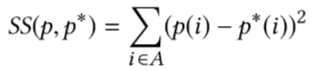 SS(p, p*) = ∑_{i∈A} (p(i) − p*(i))²